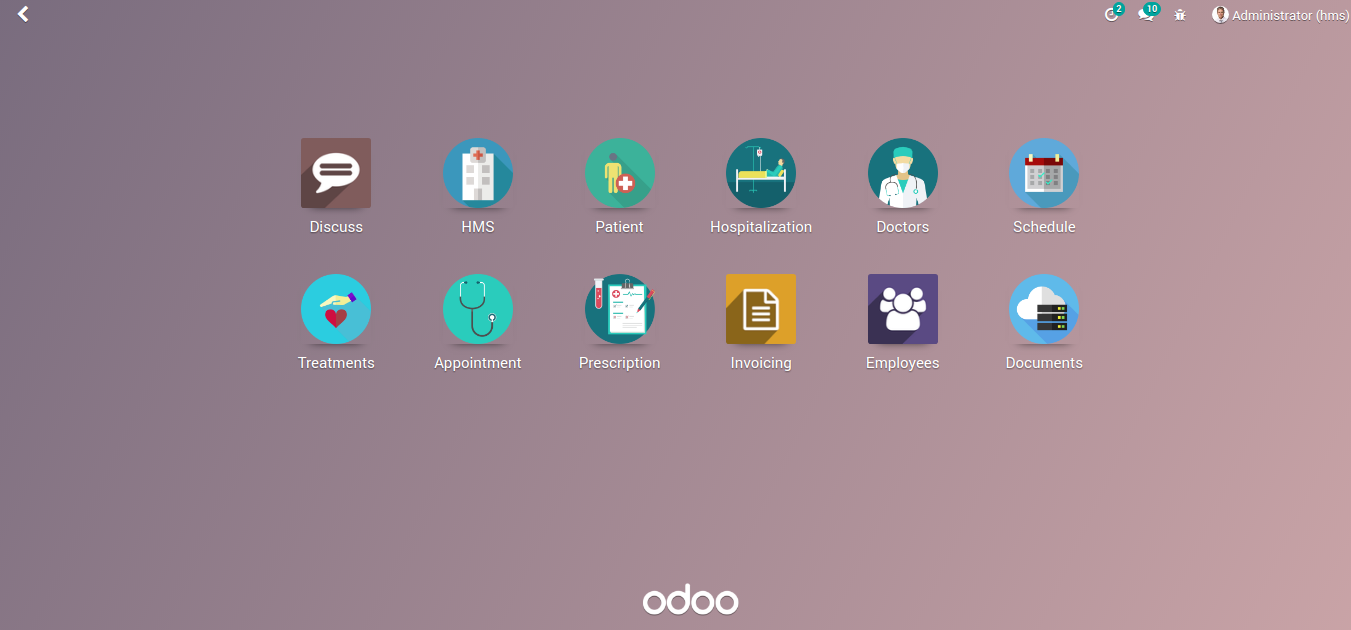 2 10 Administrator (hms)
Discuss HMS Patient Hospitalization Doctors Schedule
Treatments Appointment Prescription Invoicing Employees Documents
odoo